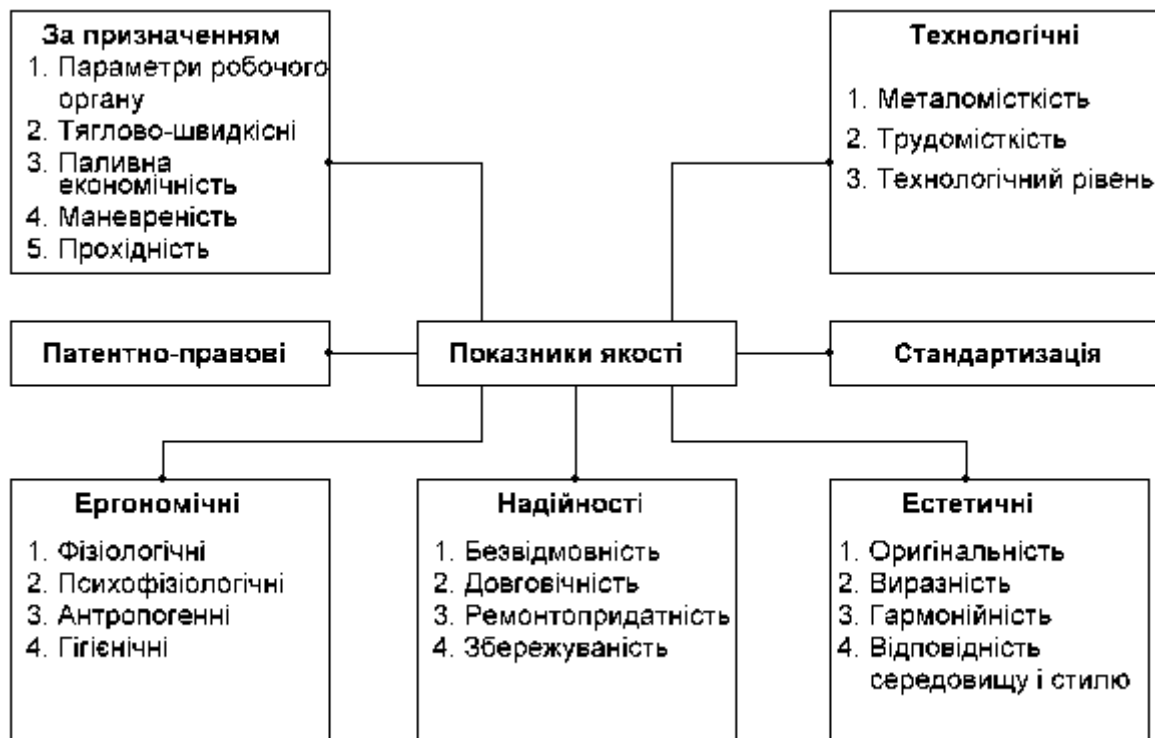 За призначенням
1. Параметри робочого
органу
2. Тяглово-швидкісні
3. Паливна
економічність
4. Маневреність
5. Прохідність
Технологічні
1. Металомісткість
2. Трудомісткість
3. Технологічний рівень
Патентно-правові
Показники якості
Стандартизація
Ергономічні
1. Фізіологічні
2. Психофізіологічні
3. Антропогенні
4. Гігієнічні
Надійності
1. Безвідмовність
2. Довговічність
3. Ремонтопридатність
4. Збережуваність
Естетичні
1. Оригінальність
2. Виразність
3. Гармонійність
4. Відповідність
середовищу і стилю